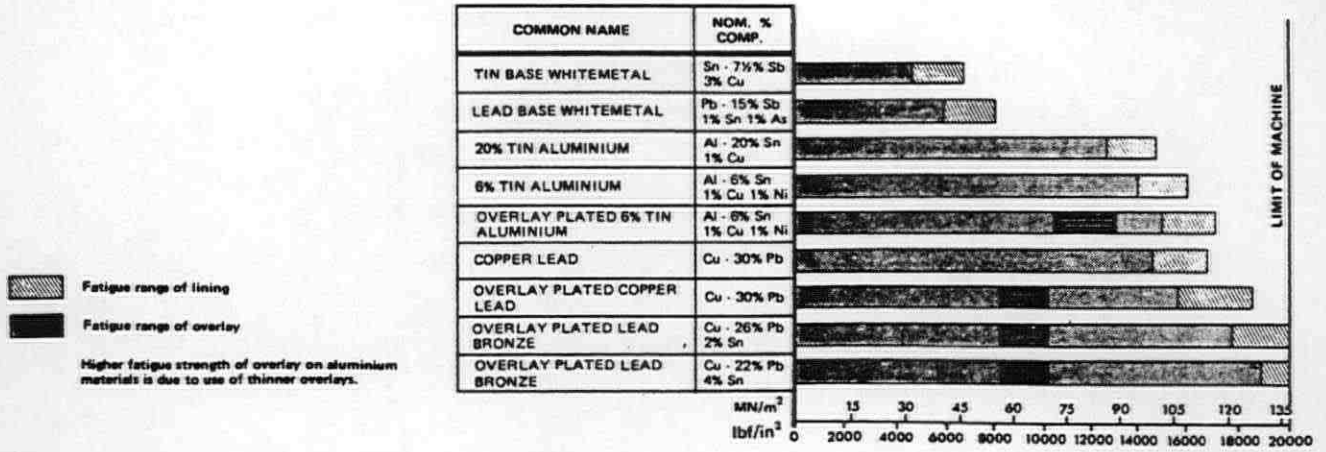 COMMON NAME
NOM. %
COMP.
TIN BASE WHITEMETAL
Sn - 7½% Sb
3% Cu
LEAD BASE WHITEMETAL
Pb - 15% Sb
1% Sn 1% As
20% TIN ALUMINIUM
Al - 20% Sn
1% Cu
6% TIN ALUMINIUM
Al - 6% Sn
1% Cu 1% Ni
OVERLAY PLATED 6% TIN
ALUMINIUM
Al - 6% Sn
1% Cu 1% Ni
COPPER LEAD
Cu - 30% Pb
OVERLAY PLATED COPPER
LEAD
Cu - 30% Pb
OVERLAY PLATED LEAD
BRONZE
Cu - 26% Pb
2% Sn
OVERLAY PLATED LEAD
BRONZE
Cu - 22% Pb
4% Sn
LIMIT OF MACHINE
Fatigue range of lining
Fatigue range of overlay
Higher fatigue strength of overlay on aluminium
materials is due to use of thinner overlays.
MN/m² 15 30 45 60 75 90 105 120 135
lbf/in² 0 2000 4000 6000 8000 10000 12000 14000 16000 18000 20000